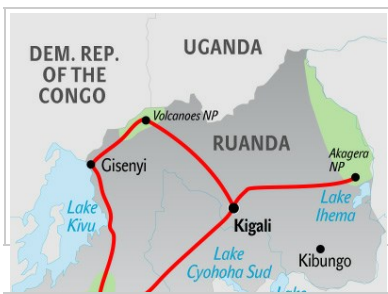 DEM. REP.
OF THE
CONGO
UGANDA
Volcanoes NP
RUANDA
Gisenyi
Akagera
NP
Lake
Kivu
Lake
Ihema
Kigali
Lake
Cyohoha Sud
Kibungo